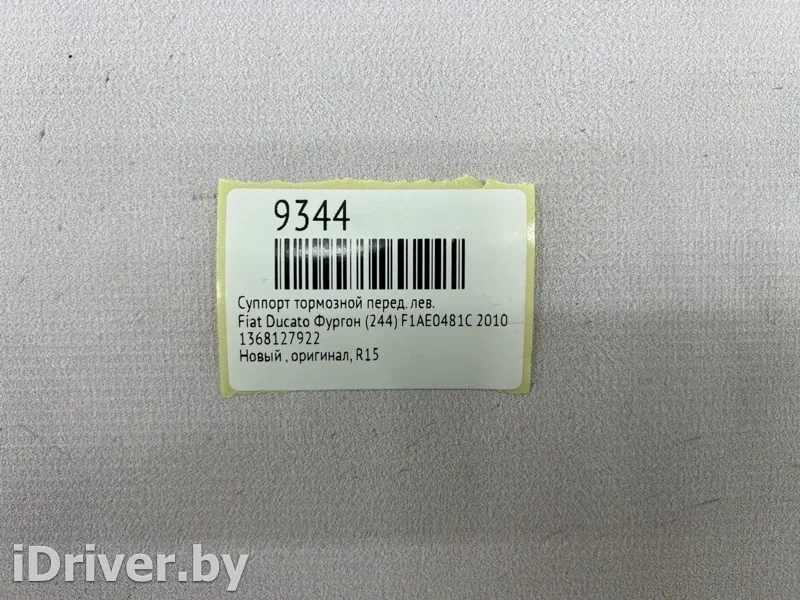 9344
Суппорт тормозной перед. лев.
Fiat Ducato Фургон (244) F1AE0481C 2010
1368127922
Новый , оригинал, R15
iDriver.by